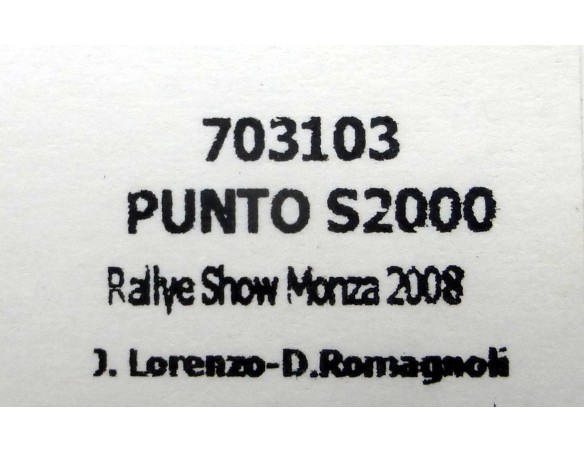 703103
PUNTO S2000
Rallye Show Monza 2008
J. Lorenzo-D.Romagnoli